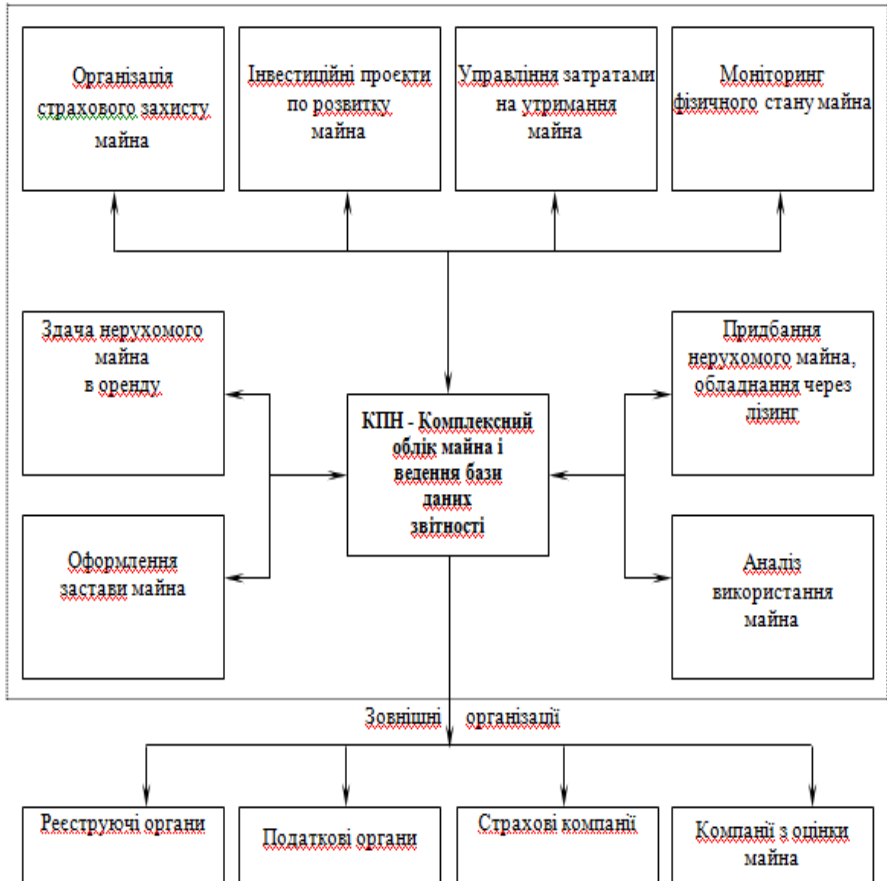 Організація
страхового захисту
майна
Інвестиційні проєкти
по розвитку
майна
Управління затратами
на утримання
майна
Моніторинг
фізичного стану майна
Здача нерухомого
майна
в оренду
Придбання
нерухомого майна,
обладнання через
лізинг
КПН - Комплексний
облік майна і
ведення бази
даних
звітності
Оформлення
застави майна
Аналіз
використання
майна
Зовнішні організації
Реєструючі органи
Податкові органи
Страхові компанії
Компанії з оцінки
майна